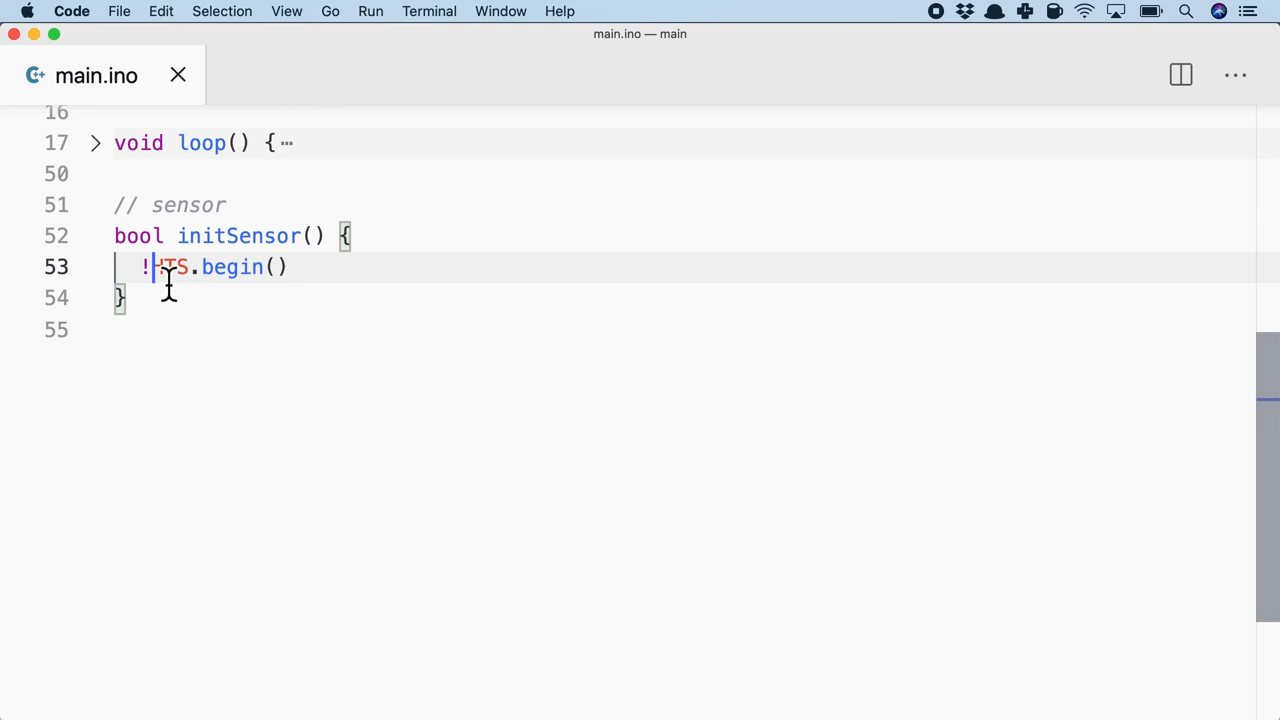 Code File Edit Selection View Go Run Terminal Window Help
main.ino — main
main.ino
16
17 void loop() {⋯
50
51 // sensor
52 bool initSensor() {
53 !HTS.begin()
54 }
55